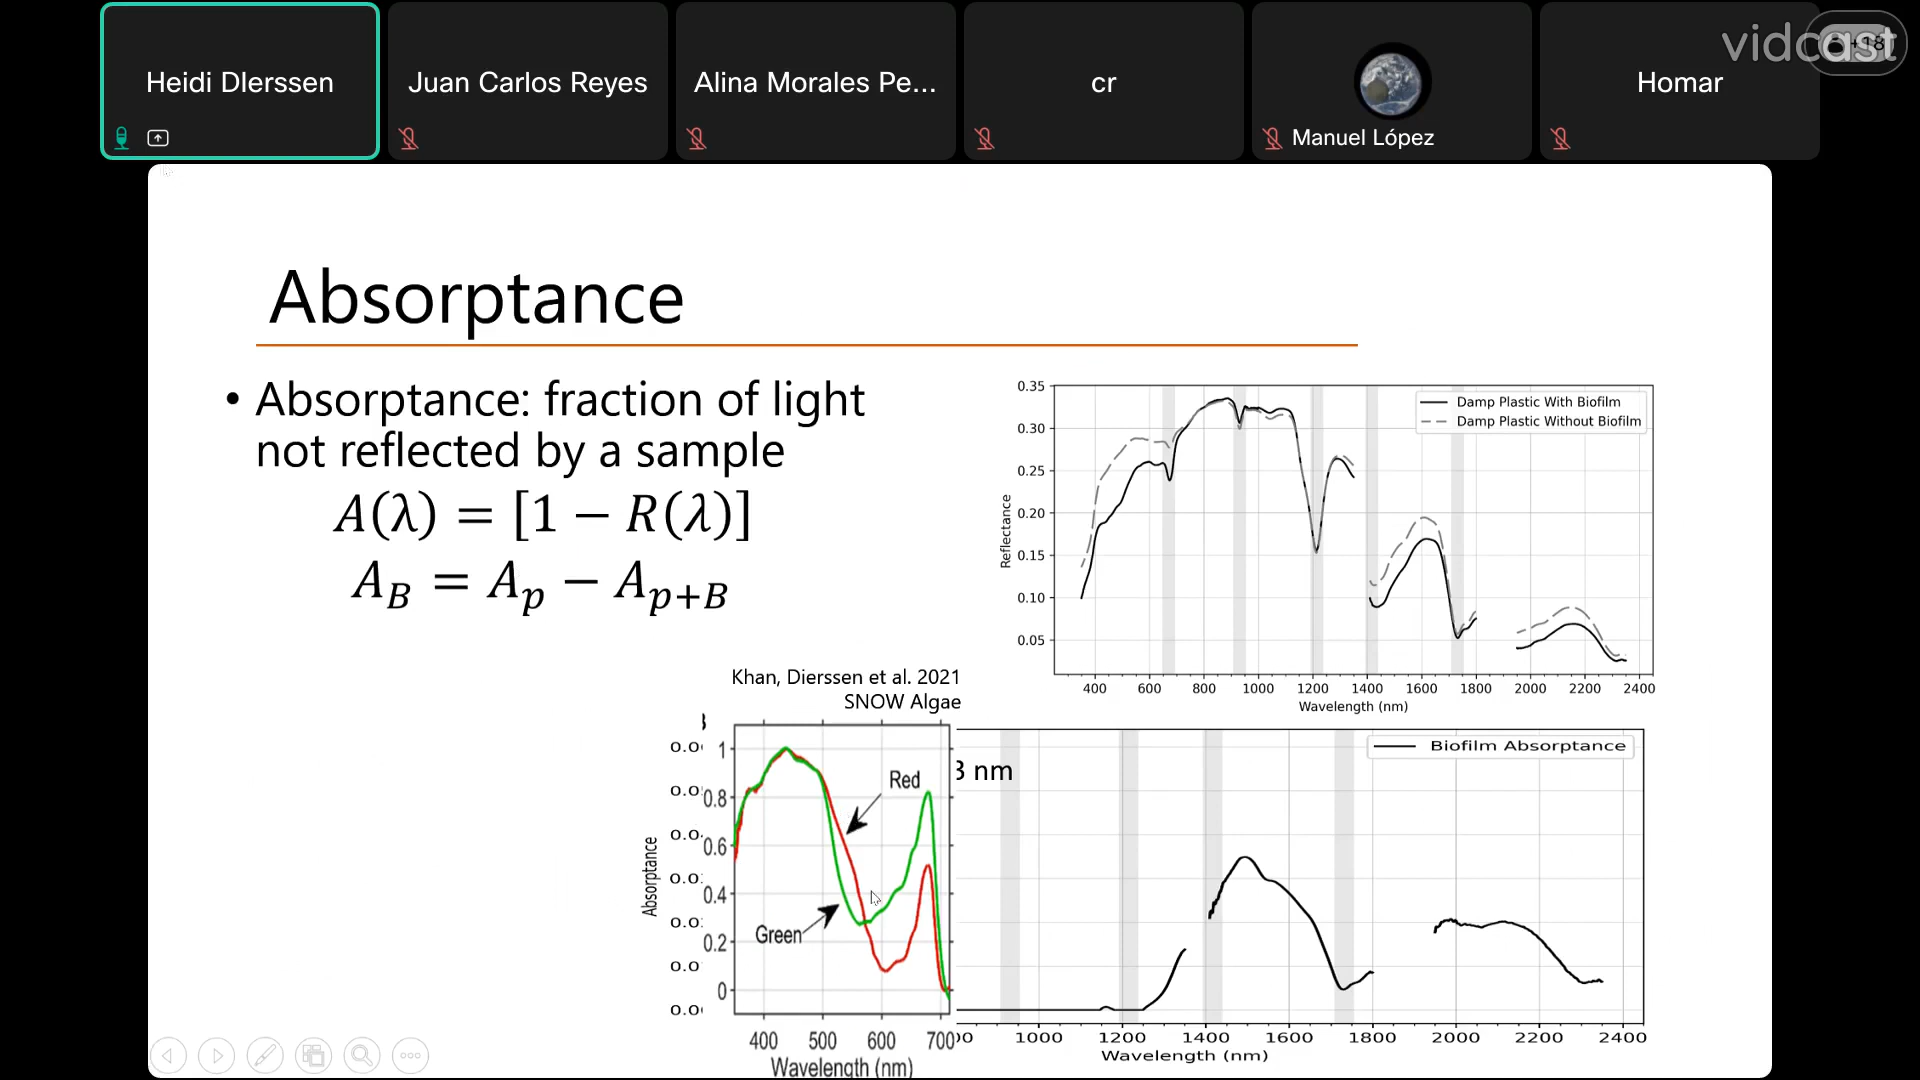 Heidi DIerssen
Juan Carlos Reyes
Alina Morales Pe...
cr
Manuel López
Homar
vidcast
+18
Absorptance
• Absorptance: fraction of light
not reflected by a sample
A(λ) = [1 − R(λ)]
A_B = A_p − A_{p+B}
Damp Plastic With Biofilm
Damp Plastic Without Biofilm
Reflectance
0.35
0.30
0.25
0.20
0.15
0.10
0.05
400 600 800 1000 1200 1400 1600 1800 2000 2200 2400
Wavelength (nm)
Khan, Dierssen et al. 2021
SNOW Algae
Absorptance
1
0.8
0.6
0.4
0.2
0
Red
Green
400 500 600 700
Wavelength (nm)
nm
Biofilm Absorptance
1000 1200 1400 1600 1800 2000 2200 2400
Wavelength (nm)